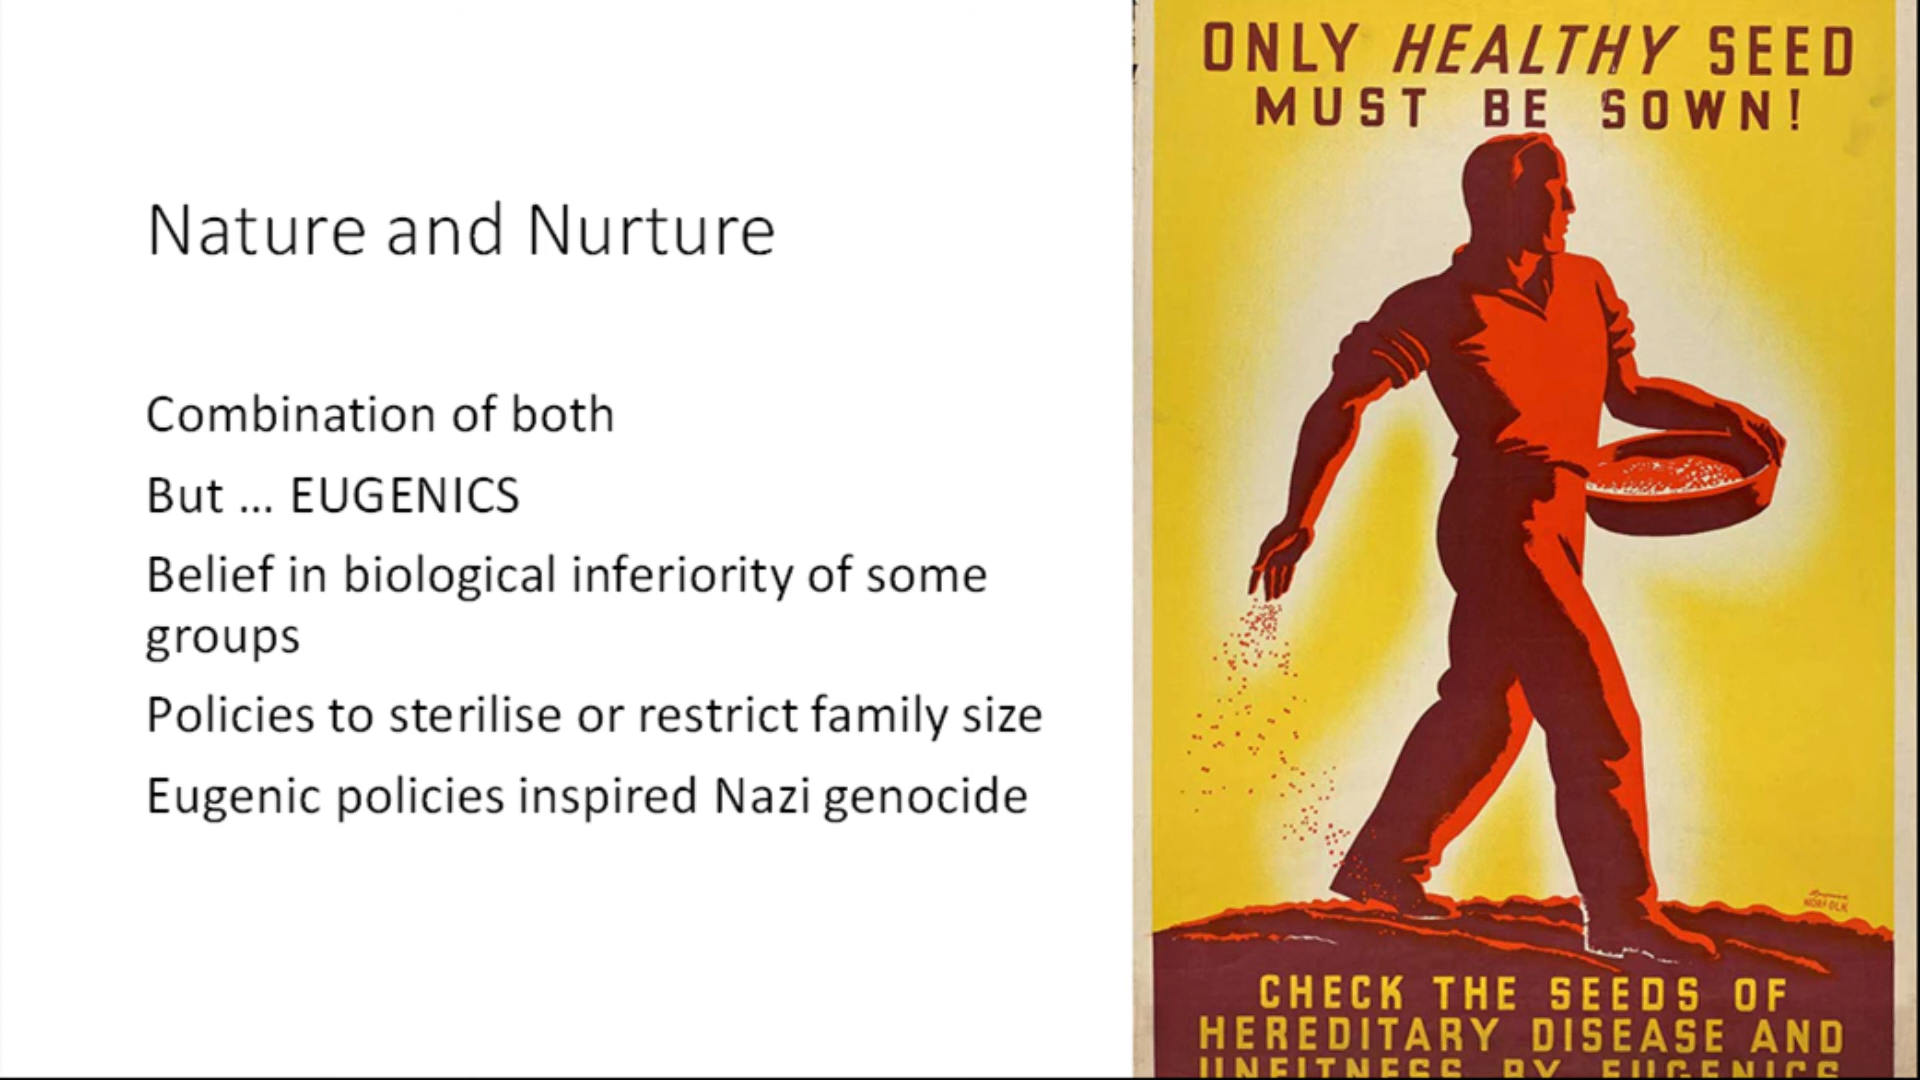 Nature and Nurture
Combination of both
But ... EUGENICS
Belief in biological inferiority of some
groups
Policies to sterilise or restrict family size
Eugenic policies inspired Nazi genocide
ONLY HEALTHY SEED
MUST BE SOWN!
NORFOLK
CHECK THE SEEDS OF
HEREDITARY DISEASE AND
UNFITNESS BY EUGENICS